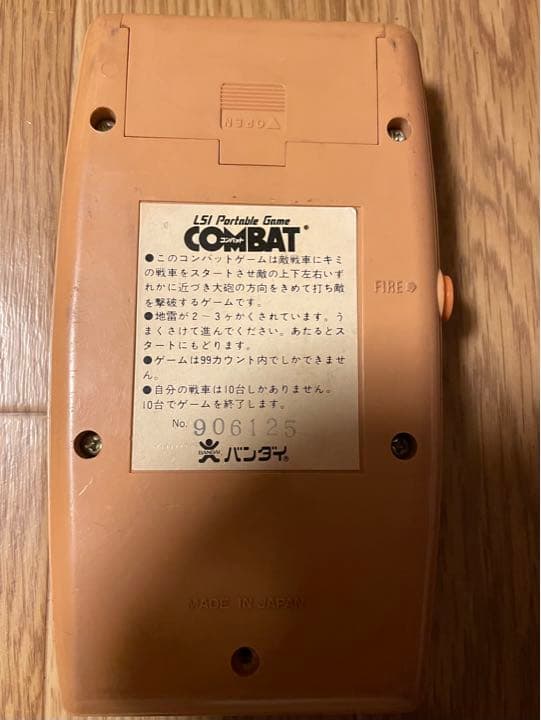 OPEN
LSI Portable Game
COMBAT
コンバット
●このコンバットゲームは敵戦車にキミ
の戦車をスタートさせ敵の上下左右いず
れかに近づき大砲の方向をきめて打ち敵
を撃破するゲームです。
●地雷が2～3ヶかくされています。う
まくさけて進んでください。あたるとス
タートにもどります。
●ゲームは99カウント内でしかできませ
ん。
●自分の戦車は10台しかありません。
10台でゲームを終了します。
No. 906125
BANDAI バンダイ®
FIRE
MADE IN JAPAN